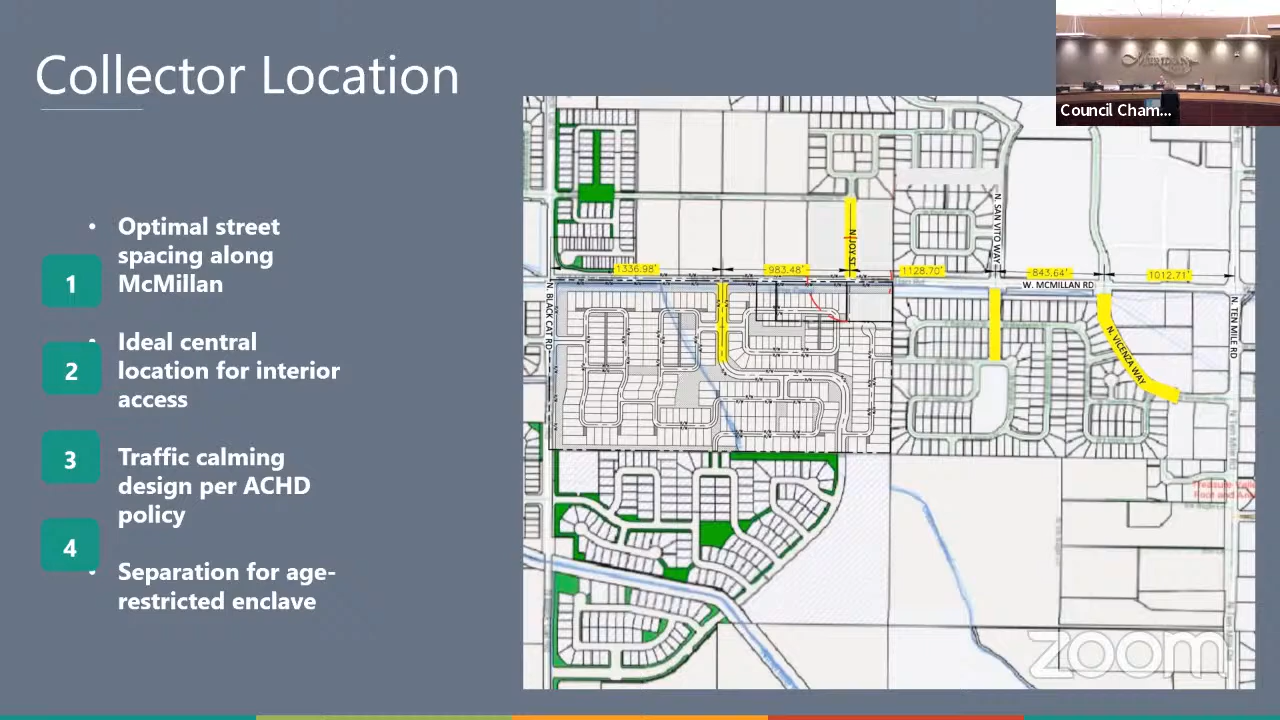 Collector Location
Council Cham...
MERIDIAN
1
• Optimal street
spacing along
McMillan
2
• Ideal central
location for interior
access
3
Traffic calming
design per ACHD
policy
4
• Separation for age-
restricted enclave
1336.98'
983.48'
1128.70'
843.64'
1012.71'
N. JOY ST
N. SAN VITO WAY
W. MCMILLAN RD
N. BLACK CAT RD
N. VICENZA WAY
N. TEN MILE RD
zoom